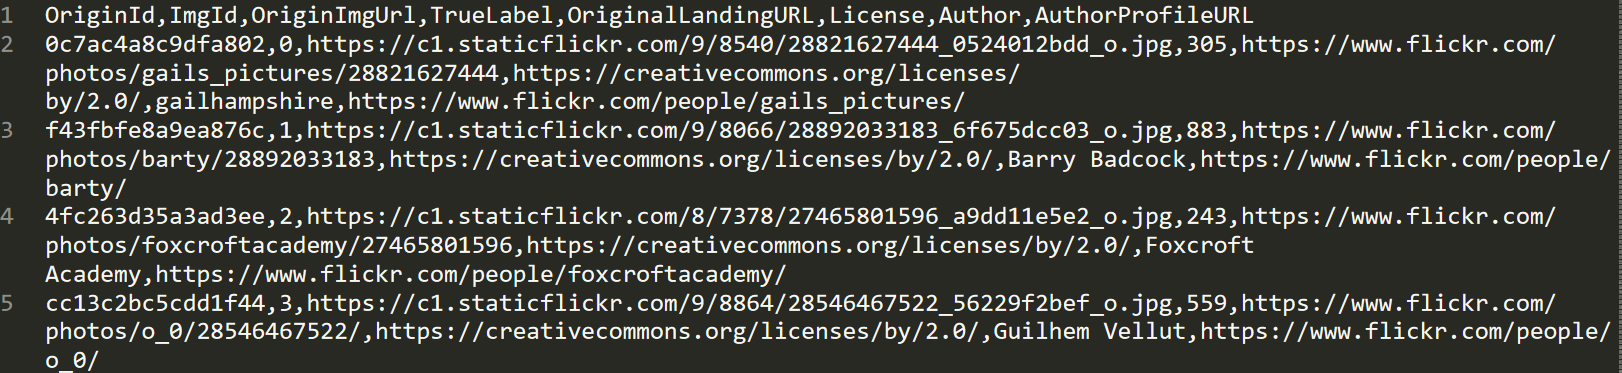 1 OriginId,ImgId,OriginImgUrl,TrueLabel,OriginalLandingURL,License,Author,AuthorProfileURL
2 0c7ac4a8c9dfa802,0,https://c1.staticflickr.com/9/8540/28821627444_0524012bdd_o.jpg,305,https://www.flickr.com/
photos/gails_pictures/28821627444,https://creativecommons.org/licenses/
by/2.0/,gailhampshire,https://www.flickr.com/people/gails_pictures/
3 f43fbfe8a9ea876c,1,https://c1.staticflickr.com/9/8066/28892033183_6f675dcc03_o.jpg,883,https://www.flickr.com/
photos/barty/28892033183,https://creativecommons.org/licenses/by/2.0/,Barry Badcock,https://www.flickr.com/people/
barty/
4 4fc263d35a3ad3ee,2,https://c1.staticflickr.com/8/7378/27465801596_a9dd11e5e2_o.jpg,243,https://www.flickr.com/
photos/foxcroftacademy/27465801596,https://creativecommons.org/licenses/by/2.0/,Foxcroft
Academy,https://www.flickr.com/people/foxcroftacademy/
5 cc13c2bc5cdd1f44,3,https://c1.staticflickr.com/9/8864/28546467522_56229f2bef_o.jpg,559,https://www.flickr.com/
photos/o_0/28546467522/,https://creativecommons.org/licenses/by/2.0/,Guilhem Vellut,https://www.flickr.com/people/
o_0/